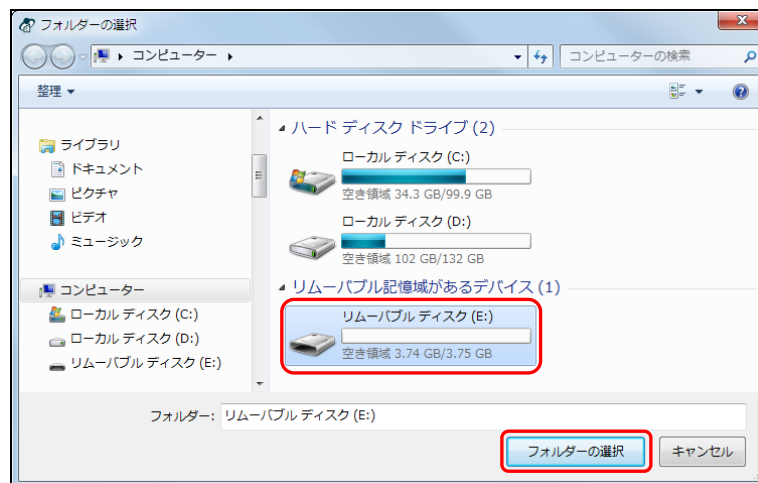 フォルダーの選択
コンピューター
コンピューターの検索
整理
ライブラリ
ドキュメント
ピクチャ
ビデオ
ミュージック
コンピューター
ローカル ディスク (C:)
ローカル ディスク (D:)
リムーバブル ディスク (E:)
ハード ディスク ドライブ (2)
ローカル ディスク (C:)
空き領域 34.3 GB/99.9 GB
ローカル ディスク (D:)
空き領域 102 GB/132 GB
リムーバブル記憶域があるデバイス (1)
リムーバブル ディスク (E:)
空き領域 3.74 GB/3.75 GB
フォルダー: リムーバブル ディスク (E:)
フォルダーの選択 キャンセル